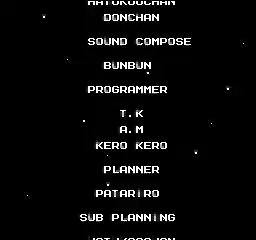 DONCHAN
SOUND COMPOSE
BUNBUN
PROGRAMMER
T.K
A.M
KERO KERO
PLANNER
PATARIRO
SUB PLANNING